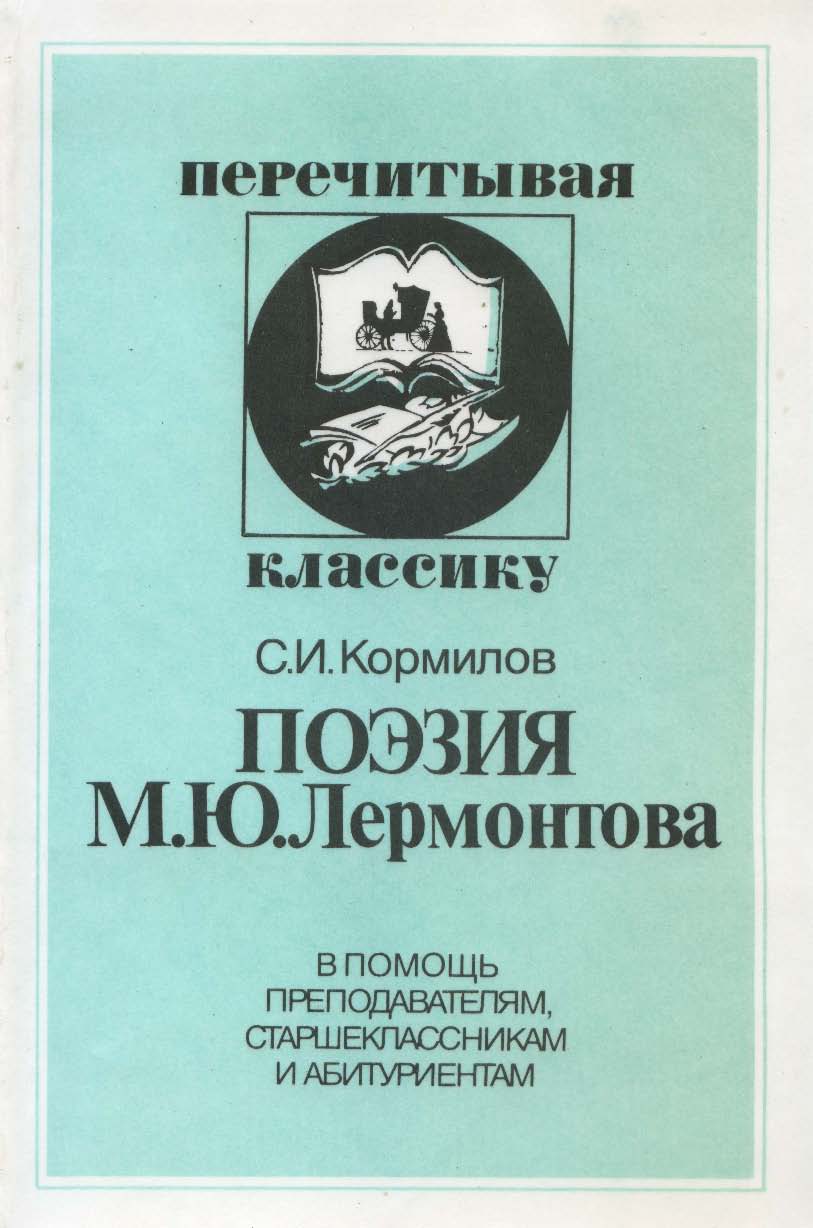 перечитывая
классику
С.И.Кормилов
ПОЭЗИЯ
М.Ю.Лермонтова
В ПОМОЩЬ
ПРЕПОДАВАТЕЛЯМ,
СТАРШЕКЛАССНИКАМ
И АБИТУРИЕНТАМ